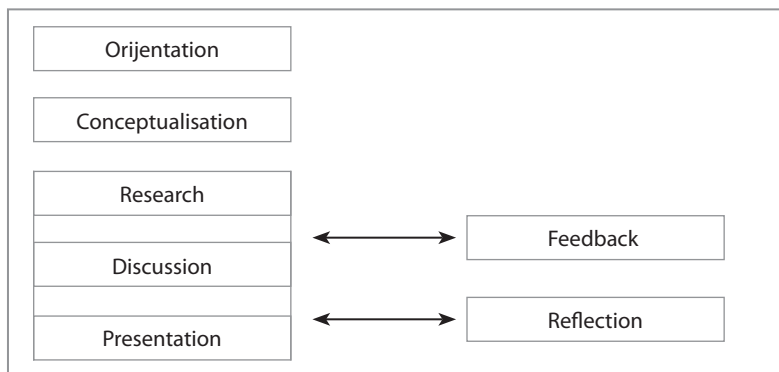 Orijentation
Conceptualisation
Research
Discussion
Presentation
Feedback
Reflection